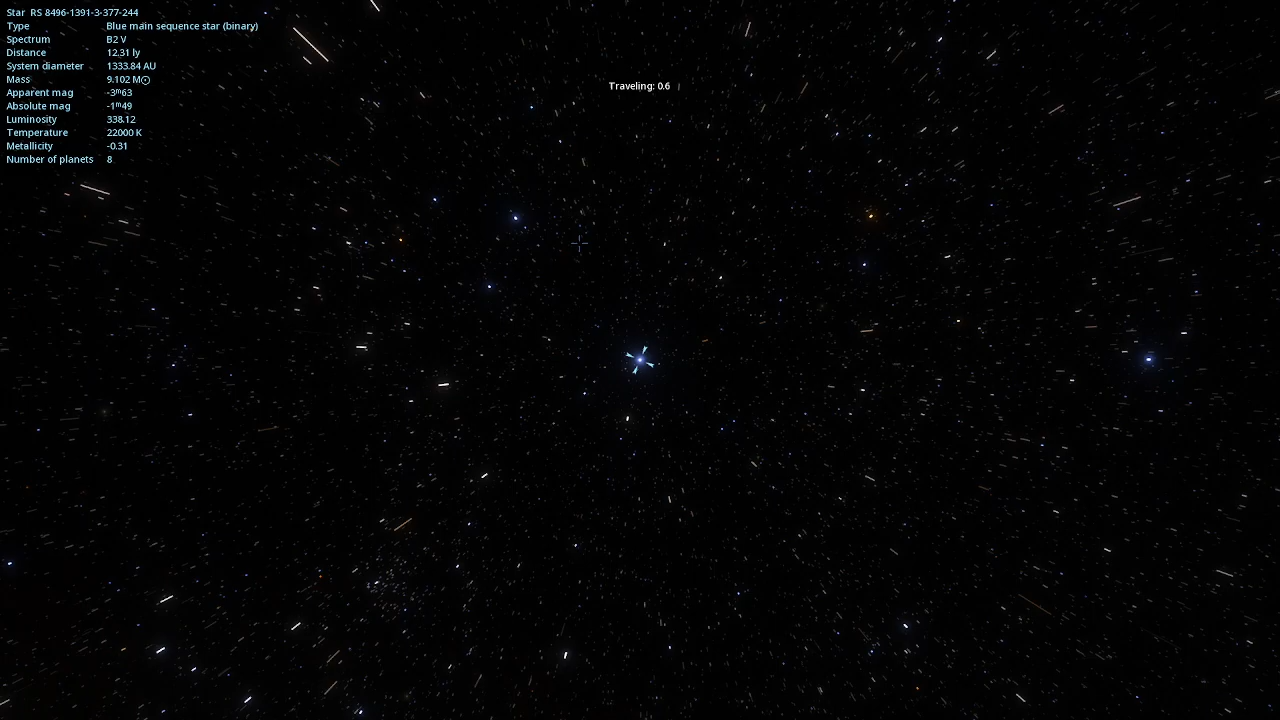 Star RS 8496-1391-3-377-244
Type Blue main sequence star (binary)
Spectrum B2 V
Distance 12.31 ly
System diameter 1333.84 AU
Mass 9.102 M☉
Apparent mag -3ᵐ63
Absolute mag -1ᵐ49
Luminosity 338.12
Temperature 22000 K
Metallicity -0.31
Number of planets 8
Traveling: 0.6